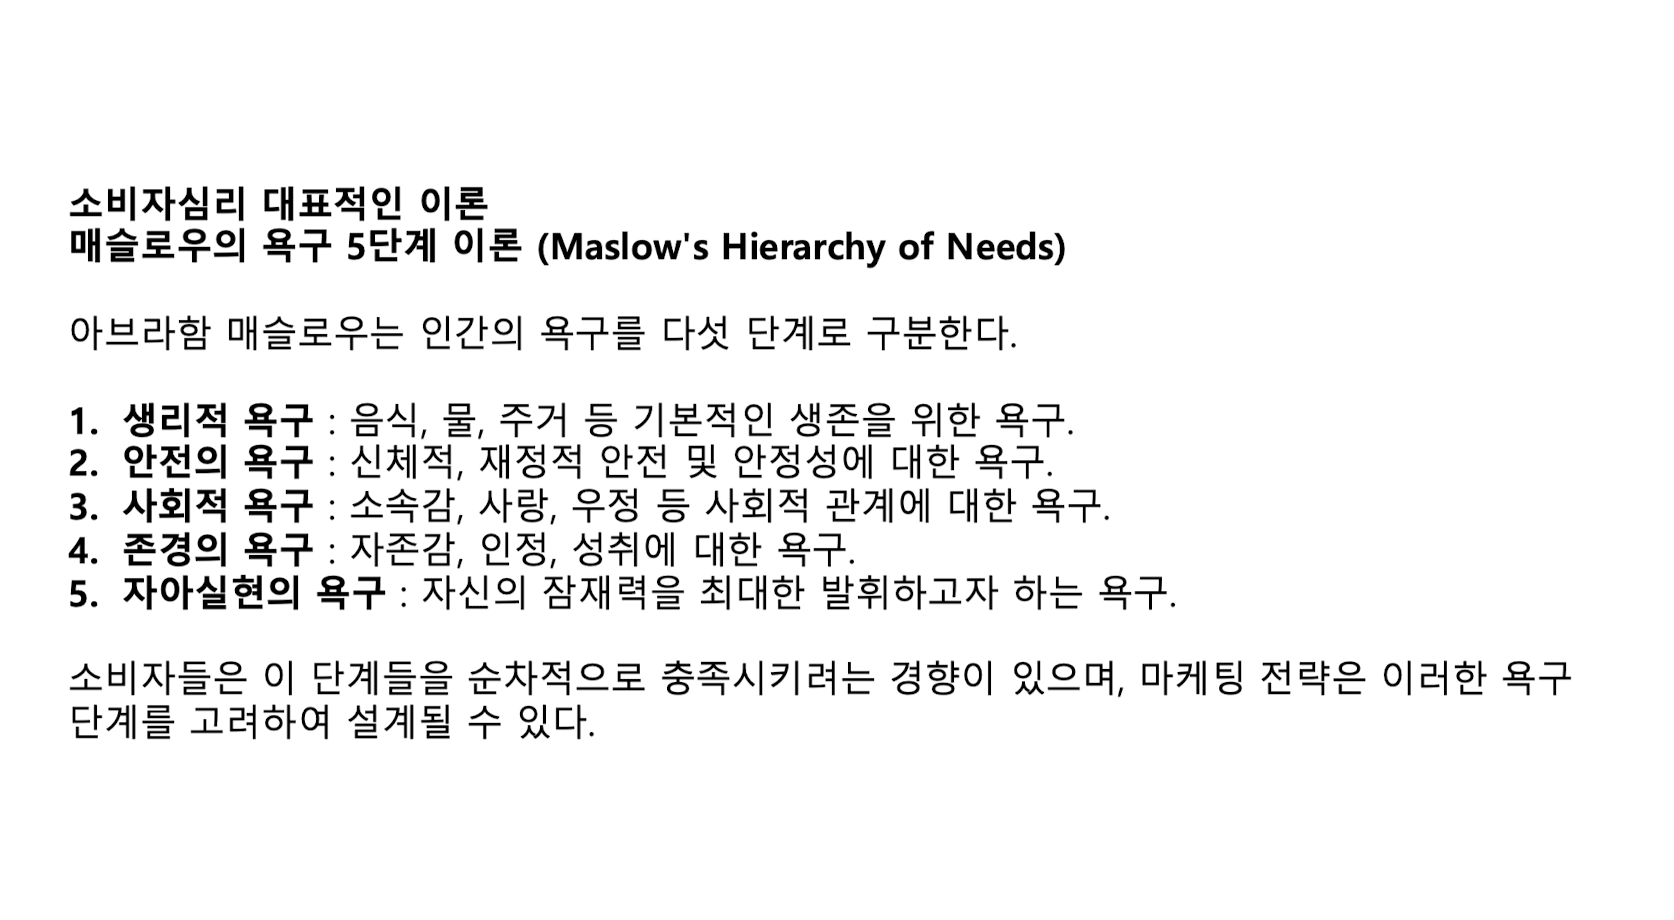 소비자심리 대표적인 이론
매슬로우의 욕구 5단계 이론 (Maslow's Hierarchy of Needs)
아브라함 매슬로우는 인간의 욕구를 다섯 단계로 구분한다.
1. 생리적 욕구 : 음식, 물, 주거 등 기본적인 생존을 위한 욕구.
2. 안전의 욕구 : 신체적, 재정적 안전 및 안정성에 대한 욕구.
3. 사회적 욕구 : 소속감, 사랑, 우정 등 사회적 관계에 대한 욕구.
4. 존경의 욕구 : 자존감, 인정, 성취에 대한 욕구.
5. 자아실현의 욕구 : 자신의 잠재력을 최대한 발휘하고자 하는 욕구.
소비자들은 이 단계들을 순차적으로 충족시키려는 경향이 있으며, 마케팅 전략은 이러한 욕구
단계를 고려하여 설계될 수 있다.